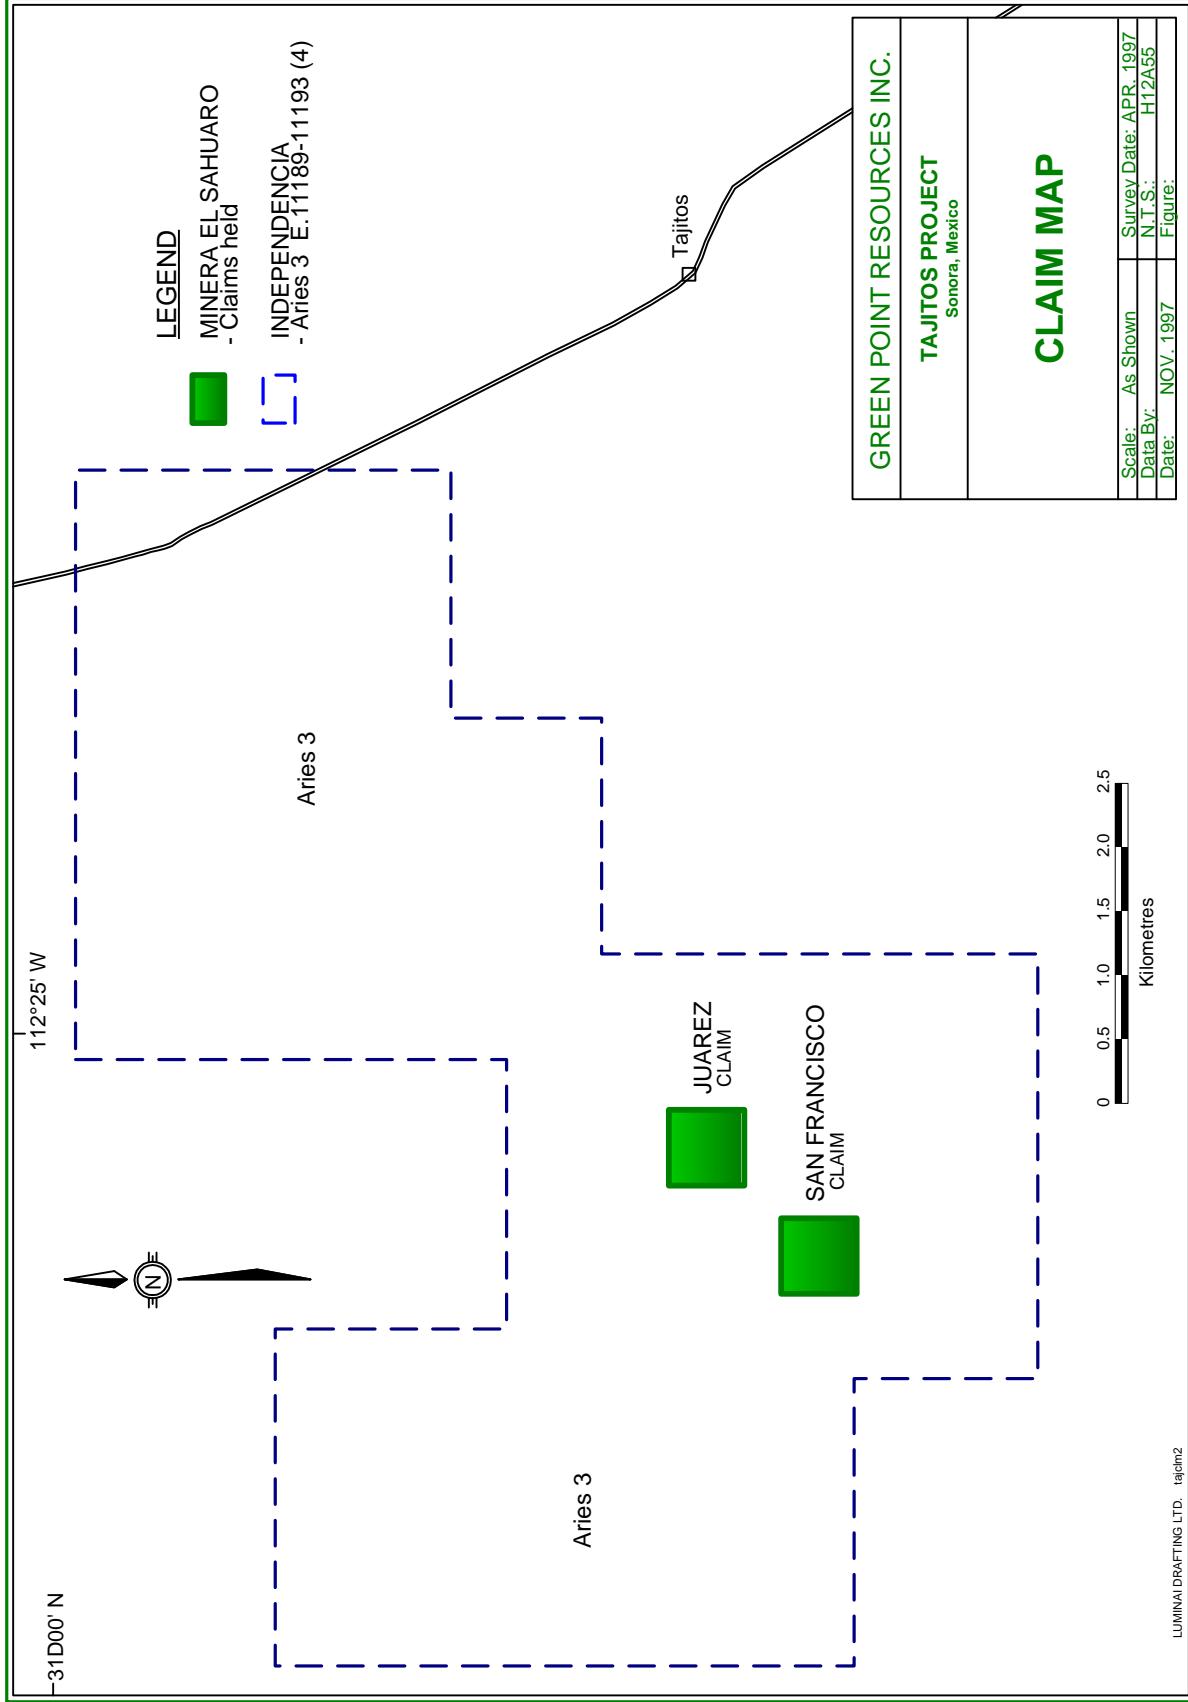 31D00' N
112°25' W
N
LEGEND
MINERA EL SAHUARO
- Claims held
INDEPENDENCIA
- Aries 3 E.11189-11193 (4)
Aries 3
Aries 3
Tajitos
JUAREZ
CLAIM
SAN FRANCISCO
CLAIM
0 0.5 1.0 1.5 2.0 2.5
Kilometres
GREEN POINT RESOURCES INC.
TAJITOS PROJECT
Sonora, Mexico
CLAIM MAP
Scale: As Shown Survey Date: APR. 1997
Data By: N.T.S.: H12A55
Date: NOV. 1997 Figure:
LUMINAI DRAFTING LTD. tajclm2